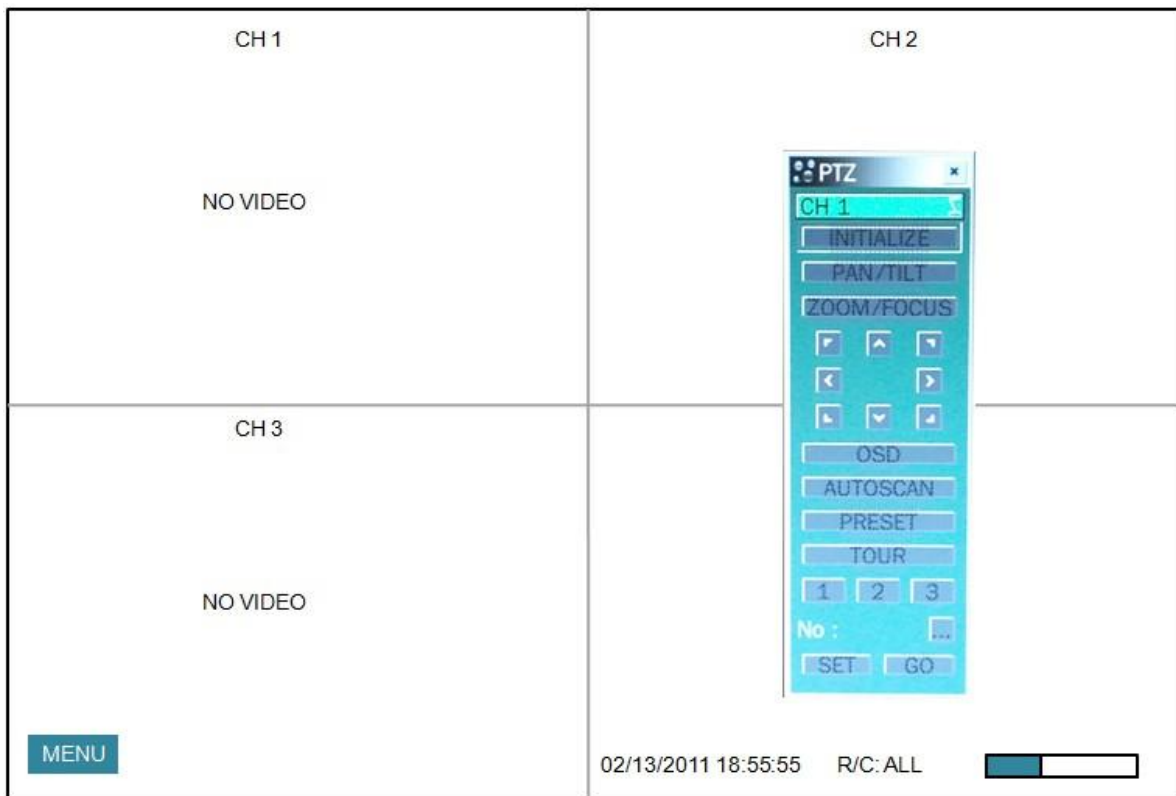 CH 1
CH 2
NO VIDEO
PTZ
CH 1
INITIALIZE
PAN/TILT
ZOOM/FOCUS
CH 3
OSD
AUTOSCAN
PRESET
TOUR
1 2 3
NO VIDEO
No : ...
SET GO
MENU
02/13/2011 18:55:55 R/C: ALL